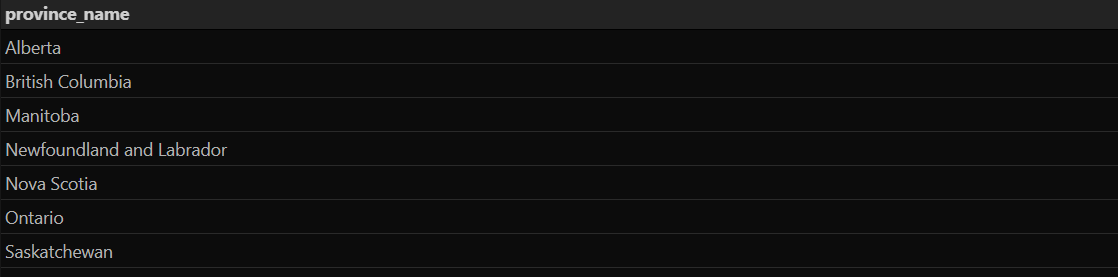 province_name
Alberta
British Columbia
Manitoba
Newfoundland and Labrador
Nova Scotia
Ontario
Saskatchewan